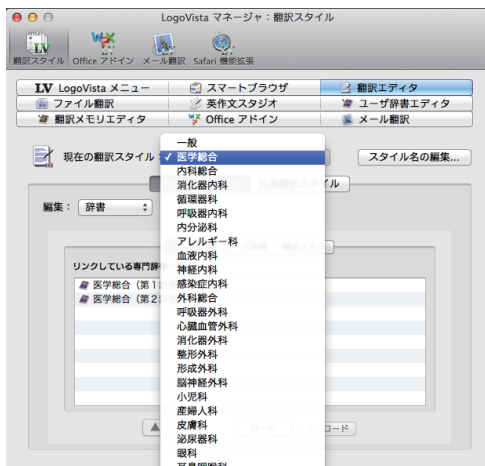 LogoVista マネージャ：翻訳スタイル
翻訳スタイル Office アドイン メール翻訳 Safari 機能拡張
LV LogoVista メニュー スマートブラウザ 翻訳エディタ
ファイル翻訳 英作文スタジオ ユーザ辞書エディタ
翻訳メモリエディタ Office アドイン メール翻訳
現在の翻訳スタイル： スタイル名の編集...
一般
✓ 医学総合
内科総合
消化器内科
循環器科
呼吸器内科
内分泌科
アレルギー科
血液内科
神経内科
感染症内科
外科総合
呼吸器外科
心臓血管外科
消化器外科
整形外科
形成外科
脳神経外科
小児科
産婦人科
皮膚科
泌尿器科
眼科
耳鼻咽喉科
編集： 辞書
リンクしている専門辞
医学総合（第1
医学総合（第2